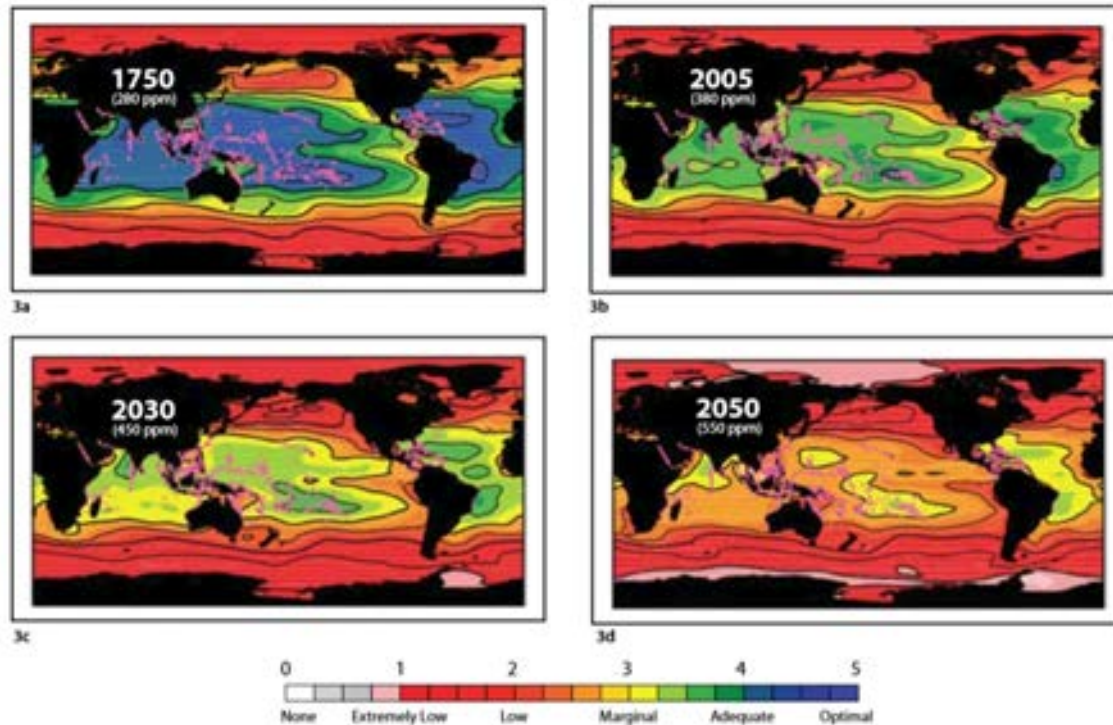 1750
(280 ppm)
2005
(380 ppm)
3a
3b
2030
(450 ppm)
2050
(550 ppm)
3c
3d
0 1 2 3 4 5
None Extremely Low Low Marginal Adequate Optimal